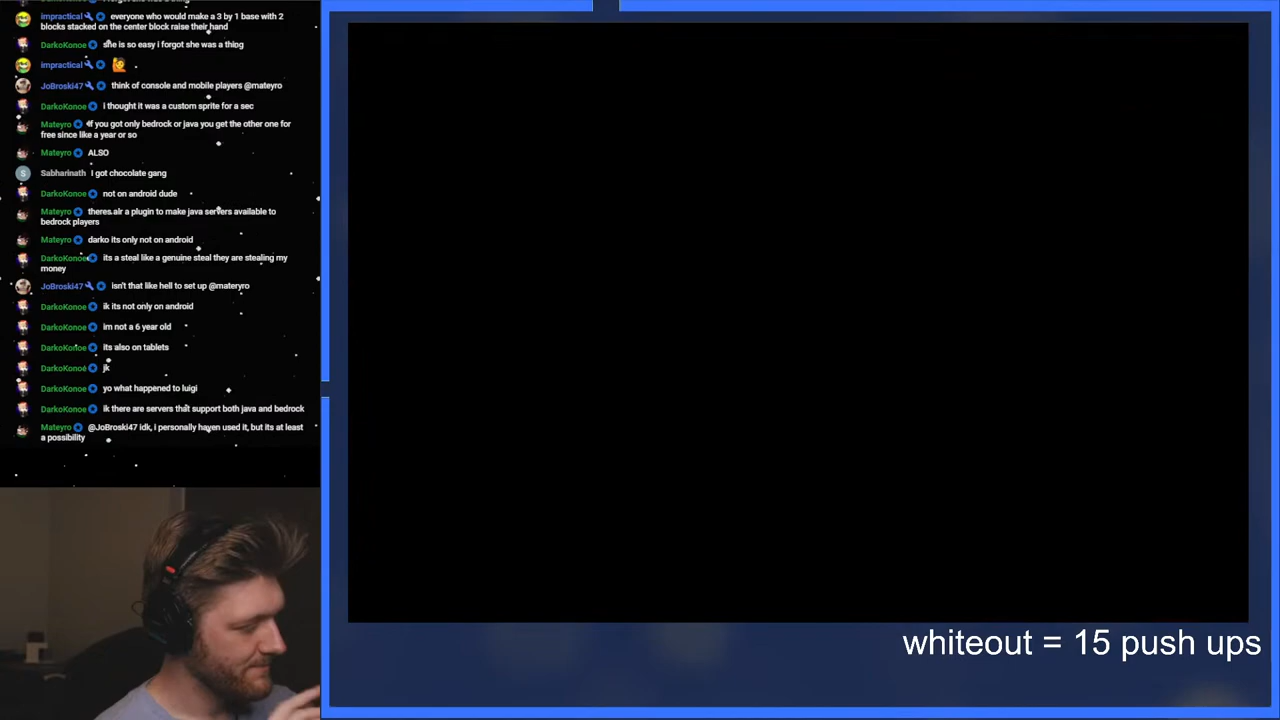 impractical everyone who would make a 3 by 1 base with 2
blocks stacked on the center block raise their hand
DarkoKonoe she is so easy i forgot she was a thing
impractical 🙋
JoBroski47 think of console and mobile players @mateyro
DarkoKonoe I thought it was a custom sprite for a sec
Mateyro If you got only bedrock or java you get the other one for
free since like a year or so
Mateyro ALSO
S Sabharinath I got chocolate gang
DarkoKonoe not on android dude
Mateyro theres alr a plugin to make java servers available to
bedrock players
Mateyro darko its only not on android
DarkoKonoe its a steal like a genuine steal they are stealing my
money
JoBroski47 isn't that like hell to set up @materyro
DarkoKonoe ik its not only on android
DarkoKonoe im not a 6 year old
DarkoKonoe its also on tablets
DarkoKonoe jk
DarkoKonoe yo what happened to luigi
DarkoKonoe ik there are servers that support both java and bedrock
Mateyro @JoBroski47 idk, i personally haven used it, but its at least
a possibility
whiteout = 15 push ups